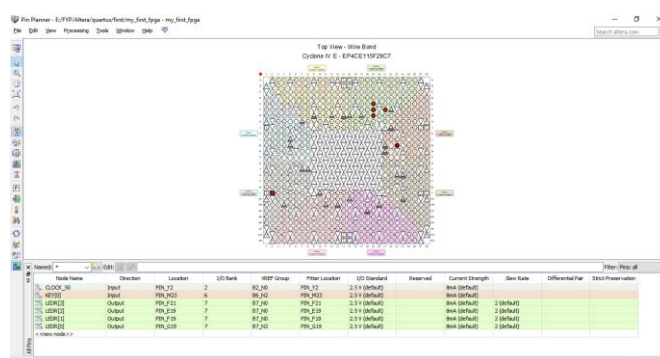 Pin Planner - E:/FYP/Altera/quartus/first/my_first_fpga - my_first_fpga
File Edit View Processing Tools Window Help
Search altera.com
Top View - Wire Bond
Cyclone IV E - EP4CE115F29C7
Named: * Edit: Filter: Pins: all
Node Name Direction Location I/O Bank VREF Group Fitter Location I/O Standard Reserved Current Strength Slew Rate Differential Pair Strict Preservation
CLOCK_50 Input PIN_Y2 2 B2_N0 PIN_Y2 2.5 V (default) 8mA (default)
KEY[0] Input PIN_M23 6 B6_N2 PIN_M23 2.5 V (default) 8mA (default)
LEDR[3] Output PIN_F21 7 B7_N0 PIN_F21 2.5 V (default) 8mA (default) 2 (default)
LEDR[2] Output PIN_E19 7 B7_N0 PIN_E19 2.5 V (default) 8mA (default) 2 (default)
LEDR[1] Output PIN_F19 7 B7_N0 PIN_F19 2.5 V (default) 8mA (default) 2 (default)
LEDR[0] Output PIN_G19 7 B7_N2 PIN_G19 2.5 V (default) 8mA (default) 2 (default)
<<new node>>
All Pins